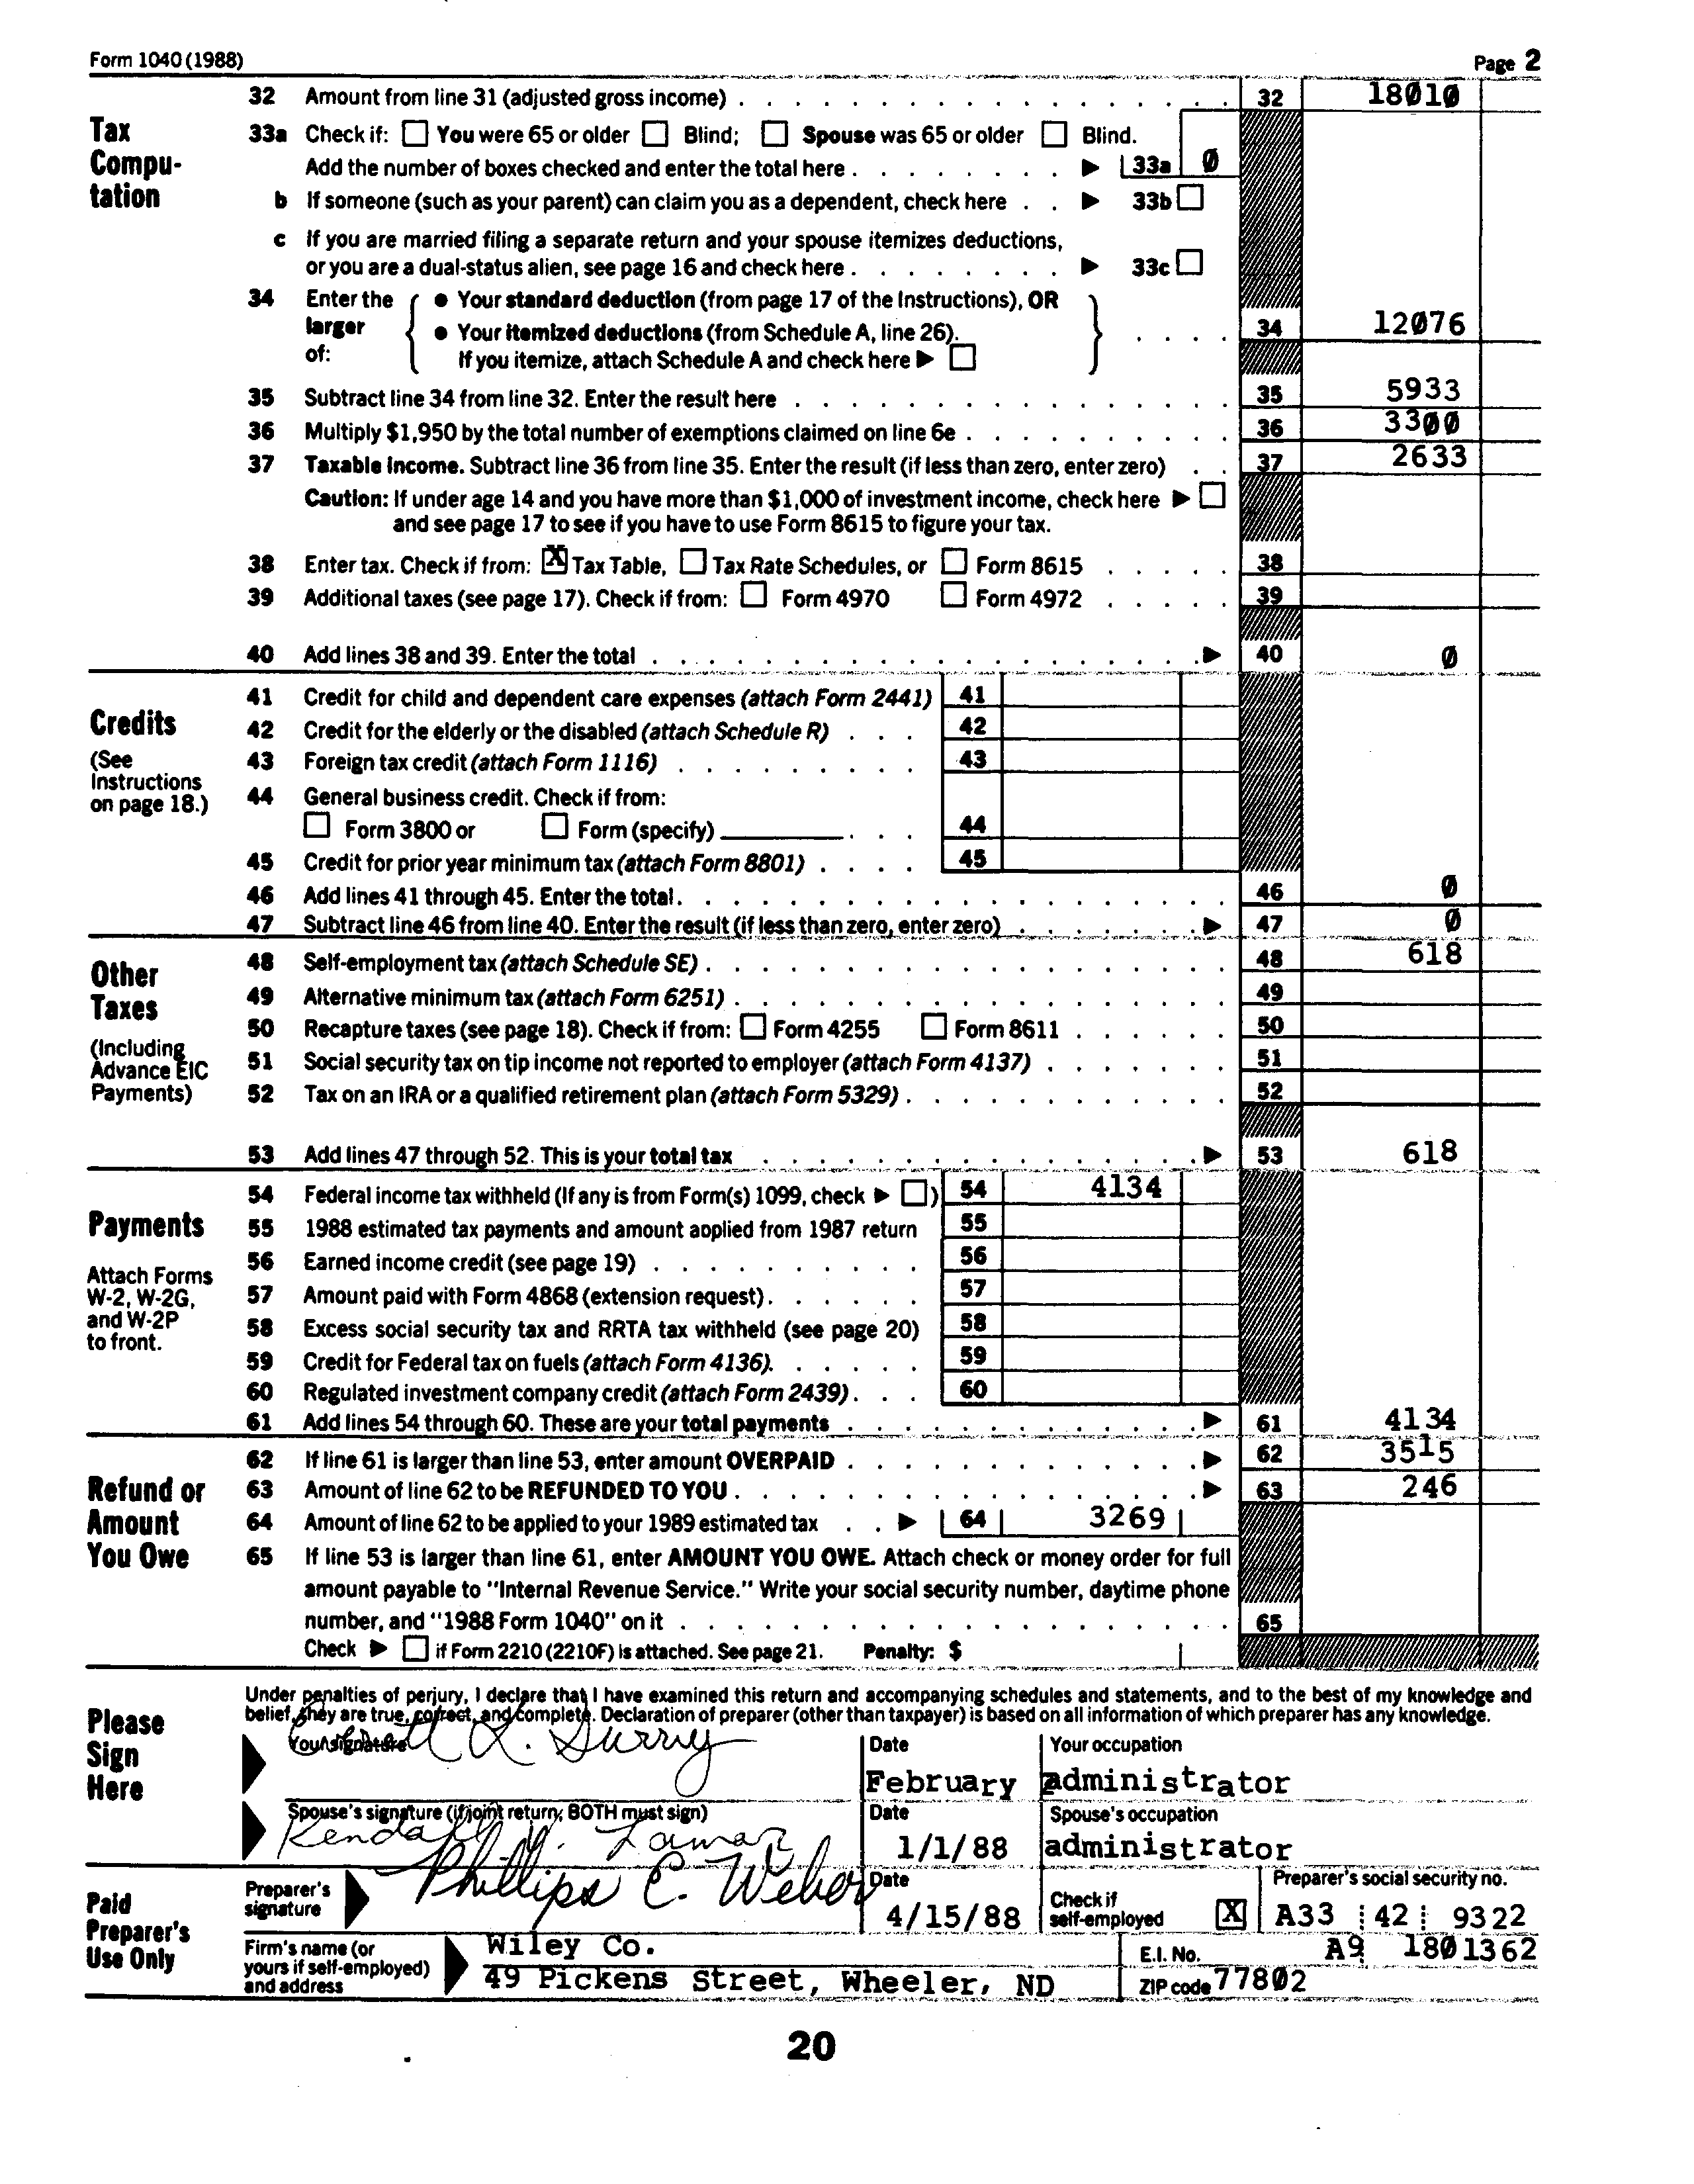 Form 1040 (1988) Page 2
32 Amount from line 31 (adjusted gross income) 32 18010
Tax Compu- tation
33a Check if: You were 65 or older Blind; Spouse was 65 or older Blind.
Add the number of boxes checked and enter the total here 33a 0
b If someone (such as your parent) can claim you as a dependent, check here 33b
c If you are married filing a separate return and your spouse itemizes deductions,
or you are a dual-status alien, see page 16 and check here 33c
34 Enter the larger of:
• Your standard deduction (from page 17 of the Instructions), OR
• Your itemized deductions (from Schedule A, line 26).
If you itemize, attach Schedule A and check here
34 12076
35 Subtract line 34 from line 32. Enter the result here 35 5933
36 Multiply $1,950 by the total number of exemptions claimed on line 6e 36 3300
37 Taxable income. Subtract line 36 from line 35. Enter the result (if less than zero, enter zero) 37 2633
Caution: If under age 14 and you have more than $1,000 of investment income, check here
and see page 17 to see if you have to use Form 8615 to figure your tax.
38 Enter tax. Check if from: X Tax Table, Tax Rate Schedules, or Form 8615 38
39 Additional taxes (see page 17). Check if from: Form 4970 Form 4972 39
40 Add lines 38 and 39. Enter the total 40 0
Credits
(See Instructions on page 18.)
41 Credit for child and dependent care expenses (attach Form 2441) 41
42 Credit for the elderly or the disabled (attach Schedule R) 42
43 Foreign tax credit (attach Form 1116) 43
44 General business credit. Check if from:
Form 3800 or Form (specify) 44
45 Credit for prior year minimum tax (attach Form 8801) 45
46 Add lines 41 through 45. Enter the total 46 0
47 Subtract line 46 from line 40. Enter the result (if less than zero, enter zero) 47 0
Other Taxes
(Including Advance EIC Payments)
48 Self-employment tax (attach Schedule SE) 48 618
49 Alternative minimum tax (attach Form 6251) 49
50 Recapture taxes (see page 18). Check if from: Form 4255 Form 8611 50
51 Social security tax on tip income not reported to employer (attach Form 4137) 51
52 Tax on an IRA or a qualified retirement plan (attach Form 5329) 52
53 Add lines 47 through 52. This is your total tax 53 618
Payments
Attach Forms W-2, W-2G, and W-2P to front.
54 Federal income tax withheld (If any is from Form(s) 1099, check ) 54 4134
55 1988 estimated tax payments and amount applied from 1987 return 55
56 Earned income credit (see page 19) 56
57 Amount paid with Form 4868 (extension request) 57
58 Excess social security tax and RRTA tax withheld (see page 20) 58
59 Credit for Federal tax on fuels (attach Form 4136) 59
60 Regulated investment company credit (attach Form 2439) 60
61 Add lines 54 through 60. These are your total payments 61 4134
Refund or Amount You Owe
62 If line 61 is larger than line 53, enter amount OVERPAID 62 3515
63 Amount of line 62 to be REFUNDED TO YOU 63 246
64 Amount of line 62 to be applied to your 1989 estimated tax 64 3269
65 If line 53 is larger than line 61, enter AMOUNT YOU OWE. Attach check or money order for full
amount payable to "Internal Revenue Service." Write your social security number, daytime phone
number, and "1988 Form 1040" on it 65
Check if Form 2210 (2210F) is attached. See page 21. Penalty: $
Please Sign Here
Under penalties of perjury, I declare that I have examined this return and accompanying schedules and statements, and to the best of my knowledge and
belief, they are true, correct, and complete. Declaration of preparer (other than taxpayer) is based on all information of which preparer has any knowledge.
Your signature L. Surry Date Your occupation
February administrator
Spouse's signature (if joint return, BOTH must sign) Date Spouse's occupation
Lamar 1/1/88 administrator
Paid Preparer's Use Only
Preparer's signature Phillips C. Weber Date 4/15/88 Check if self-employed X Preparer's social security no. A33 42 9322
Firm's name (or yours if self-employed) and address
Wiley Co. E.I. No. A9 1801362
49 Pickens Street, Wheeler, ND ZIP code 77802
20